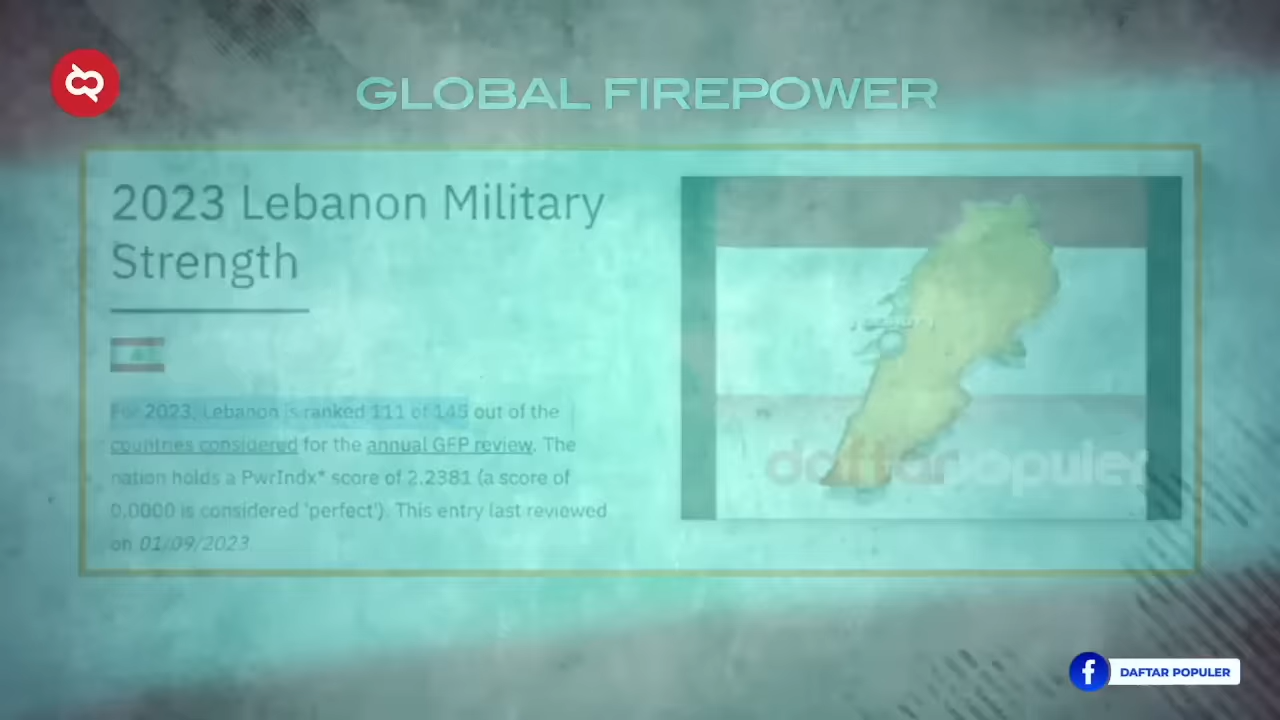 GLOBAL FIREPOWER
2023 Lebanon Military
Strength
For 2023, Lebanon is ranked 111 of 145 out of the
countries considered for the annual GFP review. The
nation holds a PwrIndx* score of 2.2381 (a score of
0.0000 is considered 'perfect'). This entry last reviewed
on 01/09/2023.
daftar populer
DAFTAR POPULER